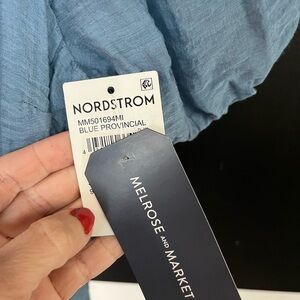 NORDSTROM
MM501694MI
BLUE PROVINCIAL
MELROSE AND MARKET